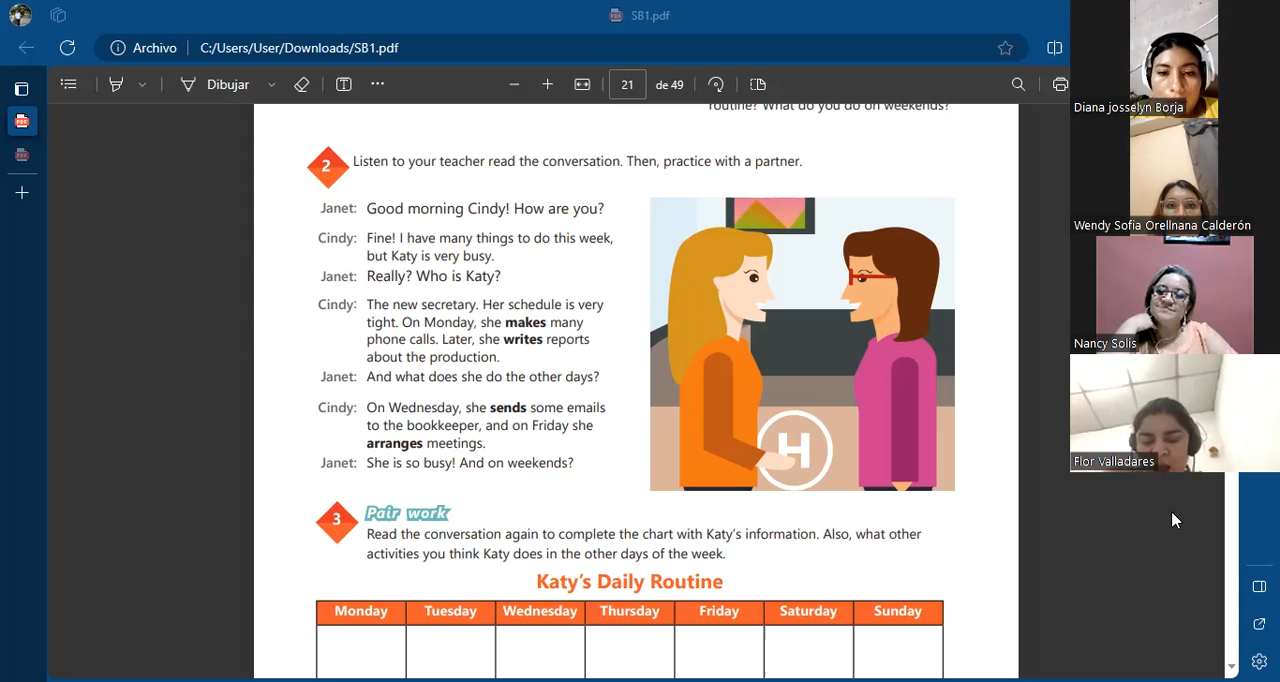 SB1.pdf
Archivo
C:/Users/User/Downloads/SB1.pdf
Dibujar
21
de 49
routine? What do you do on weekends?
2
Listen to your teacher read the conversation. Then, practice with a partner.
Janet: Good morning Cindy! How are you?
Cindy: Fine! I have many things to do this week,
but Katy is very busy.
Janet: Really? Who is Katy?
Cindy: The new secretary. Her schedule is very
tight. On Monday, she makes many
phone calls. Later, she writes reports
about the production.
Janet: And what does she do the other days?
Cindy: On Wednesday, she sends some emails
to the bookkeeper, and on Friday she
arranges meetings.
Janet: She is so busy! And on weekends?
H
3
Pair work
Read the conversation again to complete the chart with Katy's information. Also, what other
activities you think Katy does in the other days of the week.
Katy's Daily Routine
Monday Tuesday Wednesday Thursday Friday Saturday Sunday
Diana josselyn Borja
Wendy Sofia Orellnana Calderón
Nancy Solis
Flor Valladares